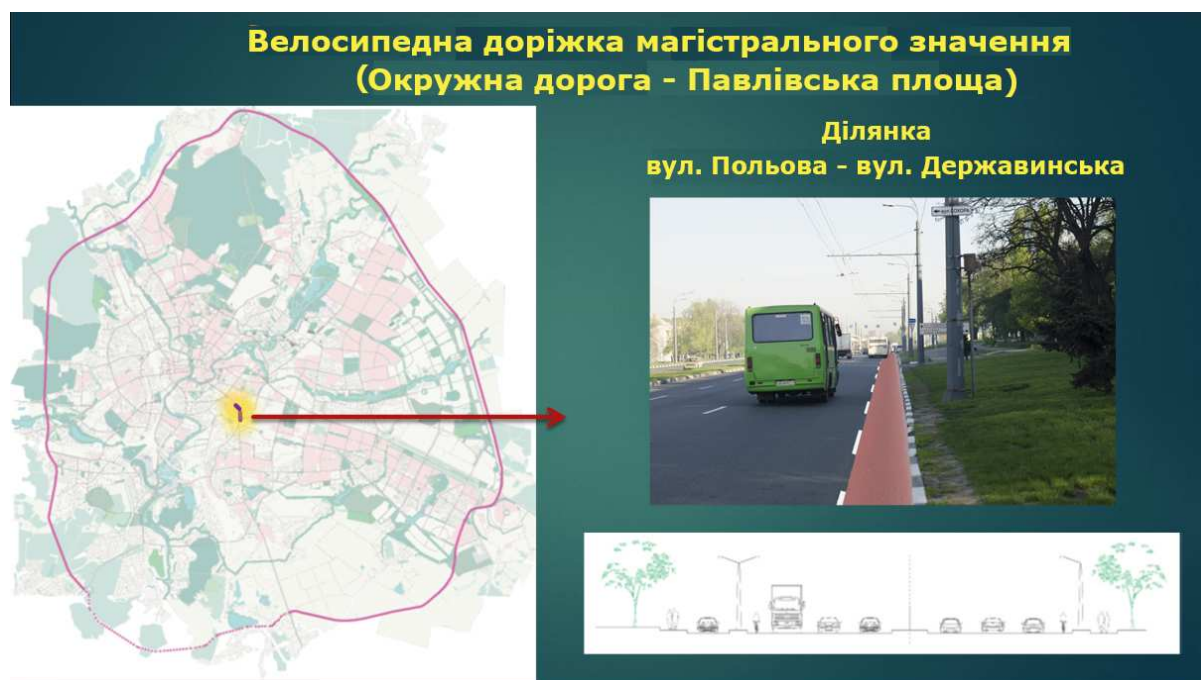 Велосипедна доріжка магістрального значення
(Окружна дорога - Павлівська площа)
Ділянка
вул. Польова - вул. Державинська